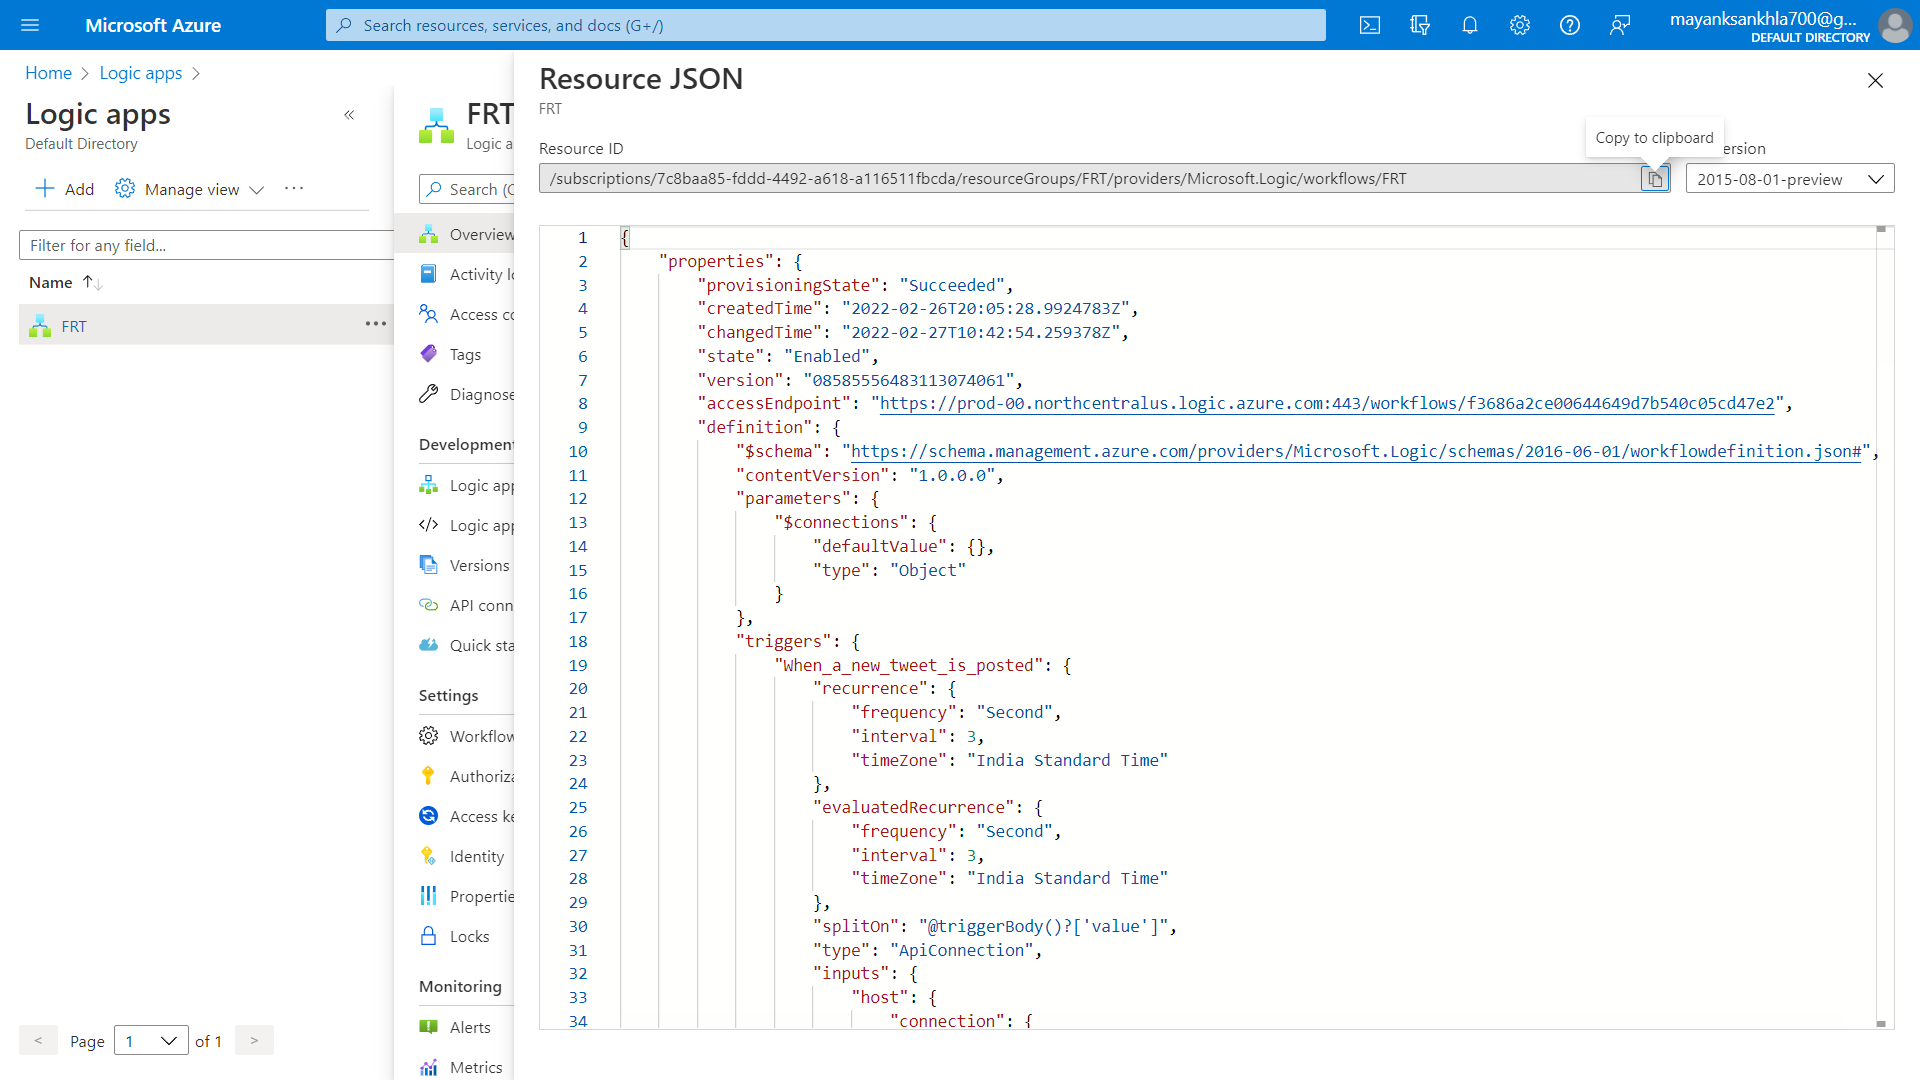 Microsoft Azure
Search resources, services, and docs (G+/)
mayanksankhla700@g...
DEFAULT DIRECTORY
Home > Logic apps >
Logic apps
Default Directory
«
+ Add
Manage view
...
Filter for any field...
Name ↑↓
FRT
...
< Page 1 of 1 >
FRT
Logic a
Search (C
Overview
Activity lo
Access co
Tags
Diagnose
Development
Logic app
</> Logic app
Versions
API conn
Quick sta
Settings
Workflow
Authoriza
Access ke
Identity
Propertie
Locks
Monitoring
Alerts
Metrics
Resource JSON
FRT
Copy to clipboard
Resource ID
ersion
/subscriptions/7c8baa85-fddd-4492-a618-a116511fbcda/resourceGroups/FRT/providers/Microsoft.Logic/workflows/FRT
2015-08-01-preview
1 {
2 "properties": {
3 "provisioningState": "Succeeded",
4 "createdTime": "2022-02-26T20:05:28.9924783Z",
5 "changedTime": "2022-02-27T10:42:54.259378Z",
6 "state": "Enabled",
7 "version": "08585556483113074061",
8 "accessEndpoint": "https://prod-00.northcentralus.logic.azure.com:443/workflows/f3686a2ce00644649d7b540c05cd47e2",
9 "definition": {
10 "$schema": "https://schema.management.azure.com/providers/Microsoft.Logic/schemas/2016-06-01/workflowdefinition.json#",
11 "contentVersion": "1.0.0.0",
12 "parameters": {
13 "$connections": {
14 "defaultValue": {},
15 "type": "Object"
16 }
17 },
18 "triggers": {
19 "When_a_new_tweet_is_posted": {
20 "recurrence": {
21 "frequency": "Second",
22 "interval": 3,
23 "timeZone": "India Standard Time"
24 },
25 "evaluatedRecurrence": {
26 "frequency": "Second",
27 "interval": 3,
28 "timeZone": "India Standard Time"
29 },
30 "splitOn": "@triggerBody()?['value']",
31 "type": "ApiConnection",
32 "inputs": {
33 "host": {
34 "connection": {